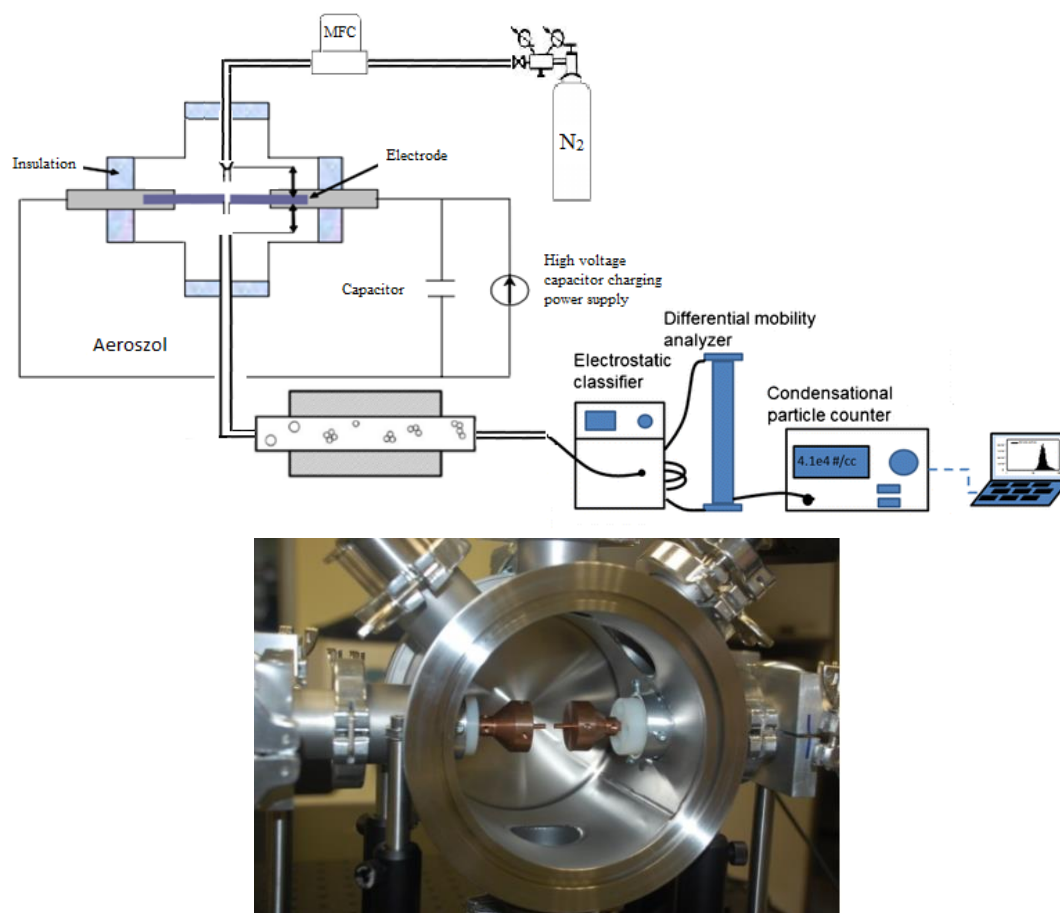 MFC
N2
Insulation
Electrode
Capacitor
High voltage
capacitor charging
power supply
Aeroszol
Differential mobility
analyzer
Electrostatic
classifier
Condensational
particle counter
4.1e4 #/cc